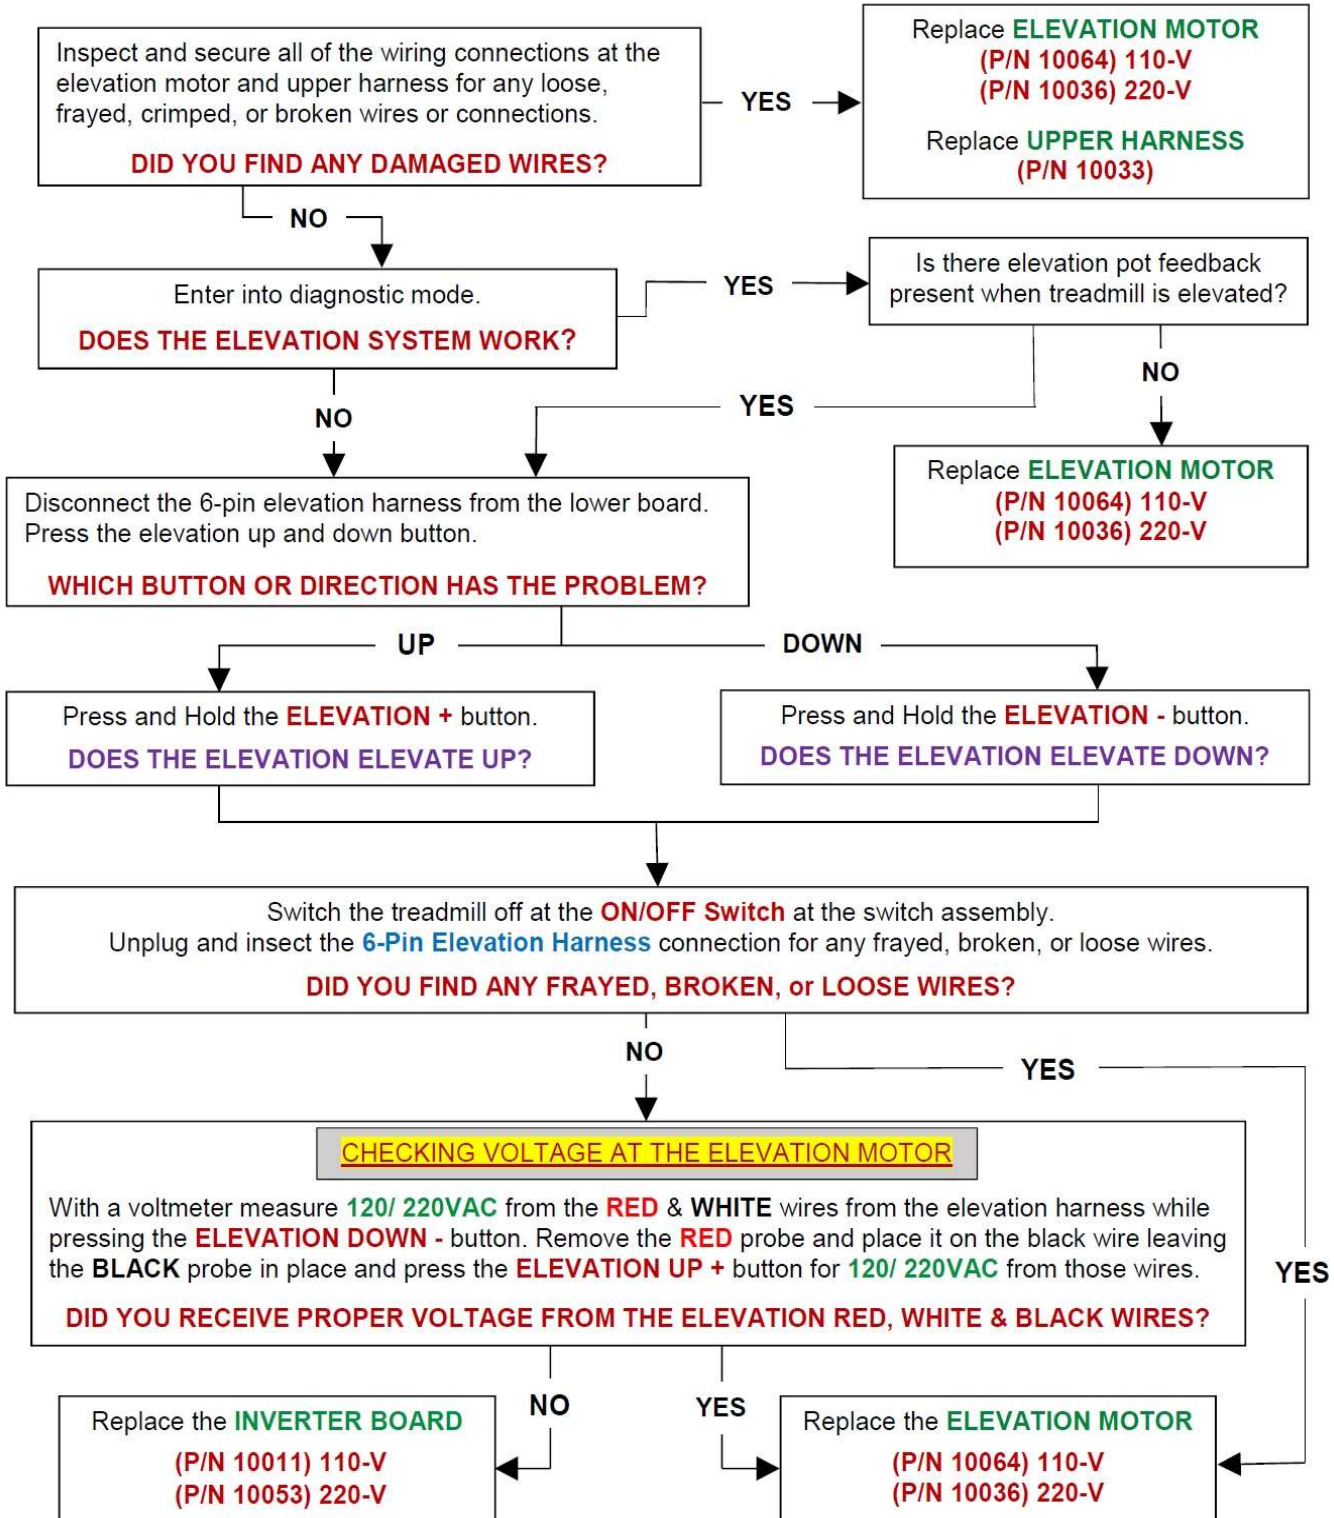 Inspect and secure all of the wiring connections at the
elevation motor and upper harness for any loose,
frayed, crimped, or broken wires or connections.
DID YOU FIND ANY DAMAGED WIRES?
YES
Replace ELEVATION MOTOR
(P/N 10064) 110-V
(P/N 10036) 220-V
Replace UPPER HARNESS
(P/N 10033)
NO
Enter into diagnostic mode.
DOES THE ELEVATION SYSTEM WORK?
YES
Is there elevation pot feedback
present when treadmill is elevated?
NO
YES
NO
Replace ELEVATION MOTOR
(P/N 10064) 110-V
(P/N 10036) 220-V
Disconnect the 6-pin elevation harness from the lower board.
Press the elevation up and down button.
WHICH BUTTON OR DIRECTION HAS THE PROBLEM?
UP
DOWN
Press and Hold the ELEVATION + button.
DOES THE ELEVATION ELEVATE UP?
Press and Hold the ELEVATION - button.
DOES THE ELEVATION ELEVATE DOWN?
Switch the treadmill off at the ON/OFF Switch at the switch assembly.
Unplug and insect the 6-Pin Elevation Harness connection for any frayed, broken, or loose wires.
DID YOU FIND ANY FRAYED, BROKEN, or LOOSE WIRES?
NO
YES
CHECKING VOLTAGE AT THE ELEVATION MOTOR
With a voltmeter measure 120/ 220VAC from the RED & WHITE wires from the elevation harness while
pressing the ELEVATION DOWN - button. Remove the RED probe and place it on the black wire leaving
the BLACK probe in place and press the ELEVATION UP + button for 120/ 220VAC from those wires.
DID YOU RECEIVE PROPER VOLTAGE FROM THE ELEVATION RED, WHITE & BLACK WIRES?
YES
NO
YES
Replace the INVERTER BOARD
(P/N 10011) 110-V
(P/N 10053) 220-V
Replace the ELEVATION MOTOR
(P/N 10064) 110-V
(P/N 10036) 220-V